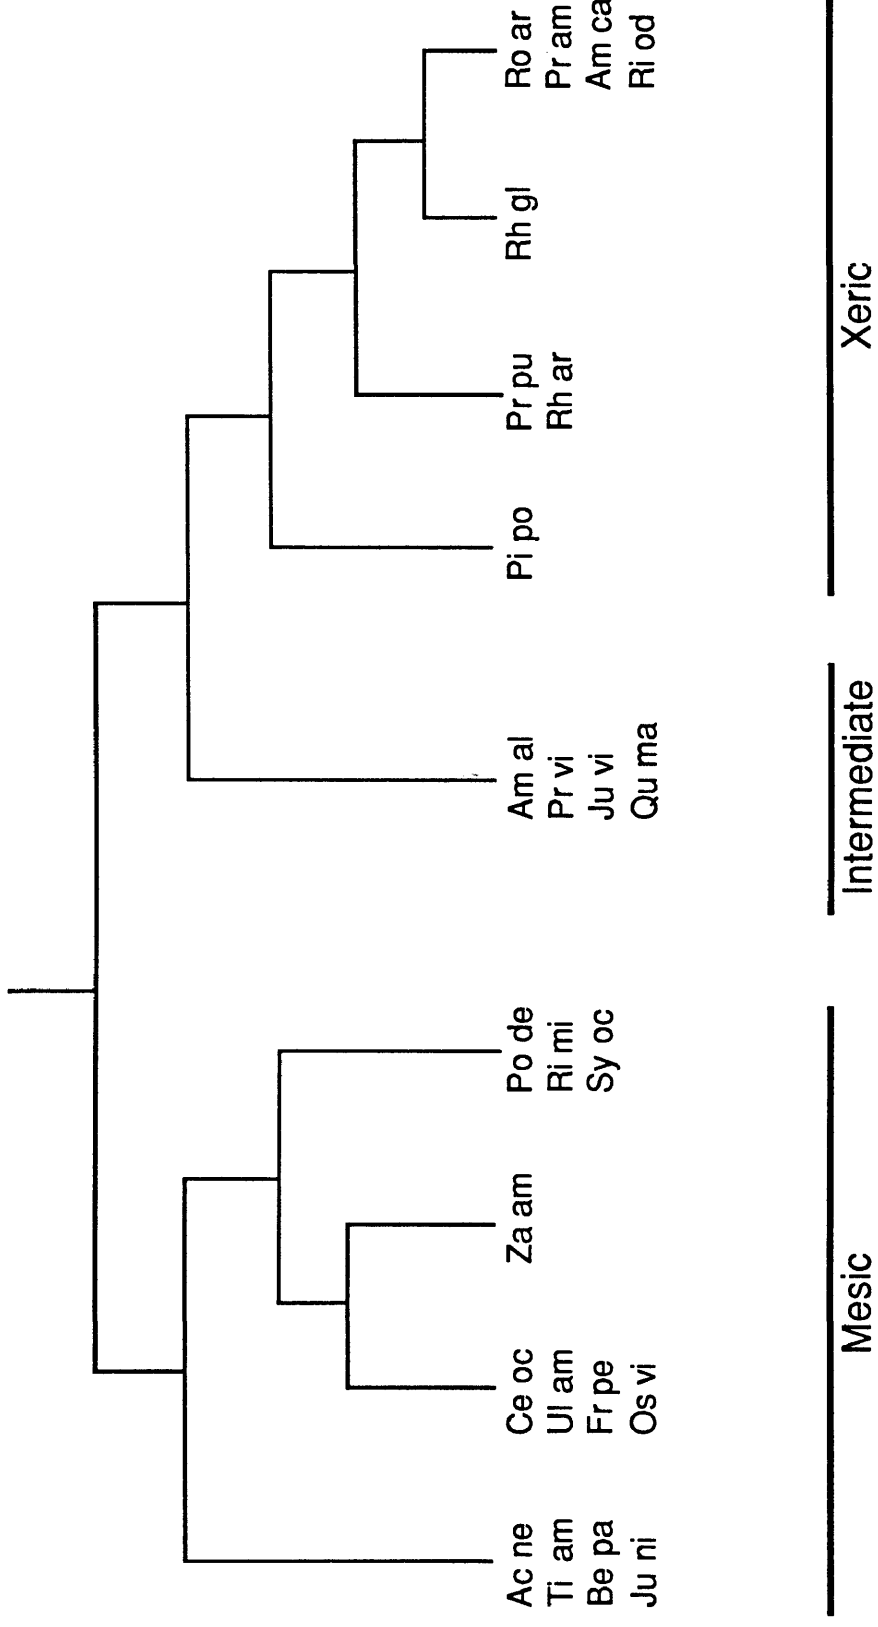 Ac ne
Ti am
Be pa
Ju ni
Ce oc
Ul am
Fr pe
Os vi
Za am
Po de
Ri mi
Sy oc
Am al
Pr vi
Ju vi
Qu ma
Pi po
Pr pu
Rh ar
Rh gl
Ro ar
Pr am
Am ca
Ri od
Mesic
Intermediate
Xeric